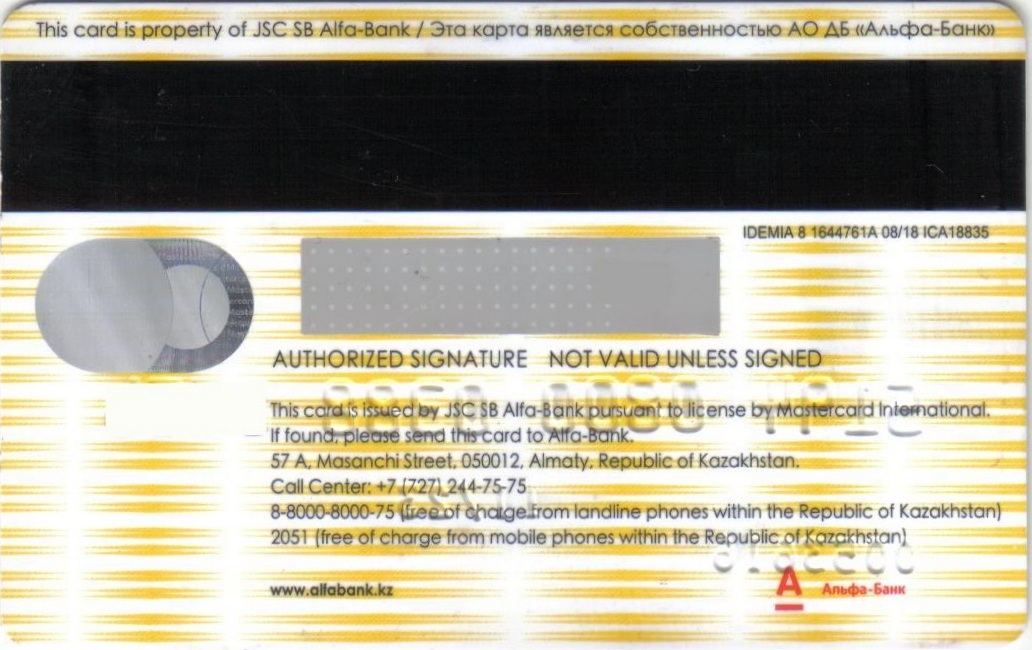 This card is property of JSC SB Alfa-Bank / Эта карта является собственностью АО ДБ «Альфа-Банк»
IDEMIA 8 1644761A 08/18 ICA18835
AUTHORIZED SIGNATURE NOT VALID UNLESS SIGNED
This card is issued by JSC SB Alfa-Bank pursuant to license by Mastercard International.
If found, please send this card to Alfa-Bank.
57 A, Masanchi Street, 050012, Almaty, Republic of Kazakhstan.
Call Center: +7 (727) 244-75-75
8-8000-8000-75 (free of charge from landline phones within the Republic of Kazakhstan)
2051 (free of charge from mobile phones within the Republic of Kazakhstan)
www.alfabank.kz
А Альфа-Банк